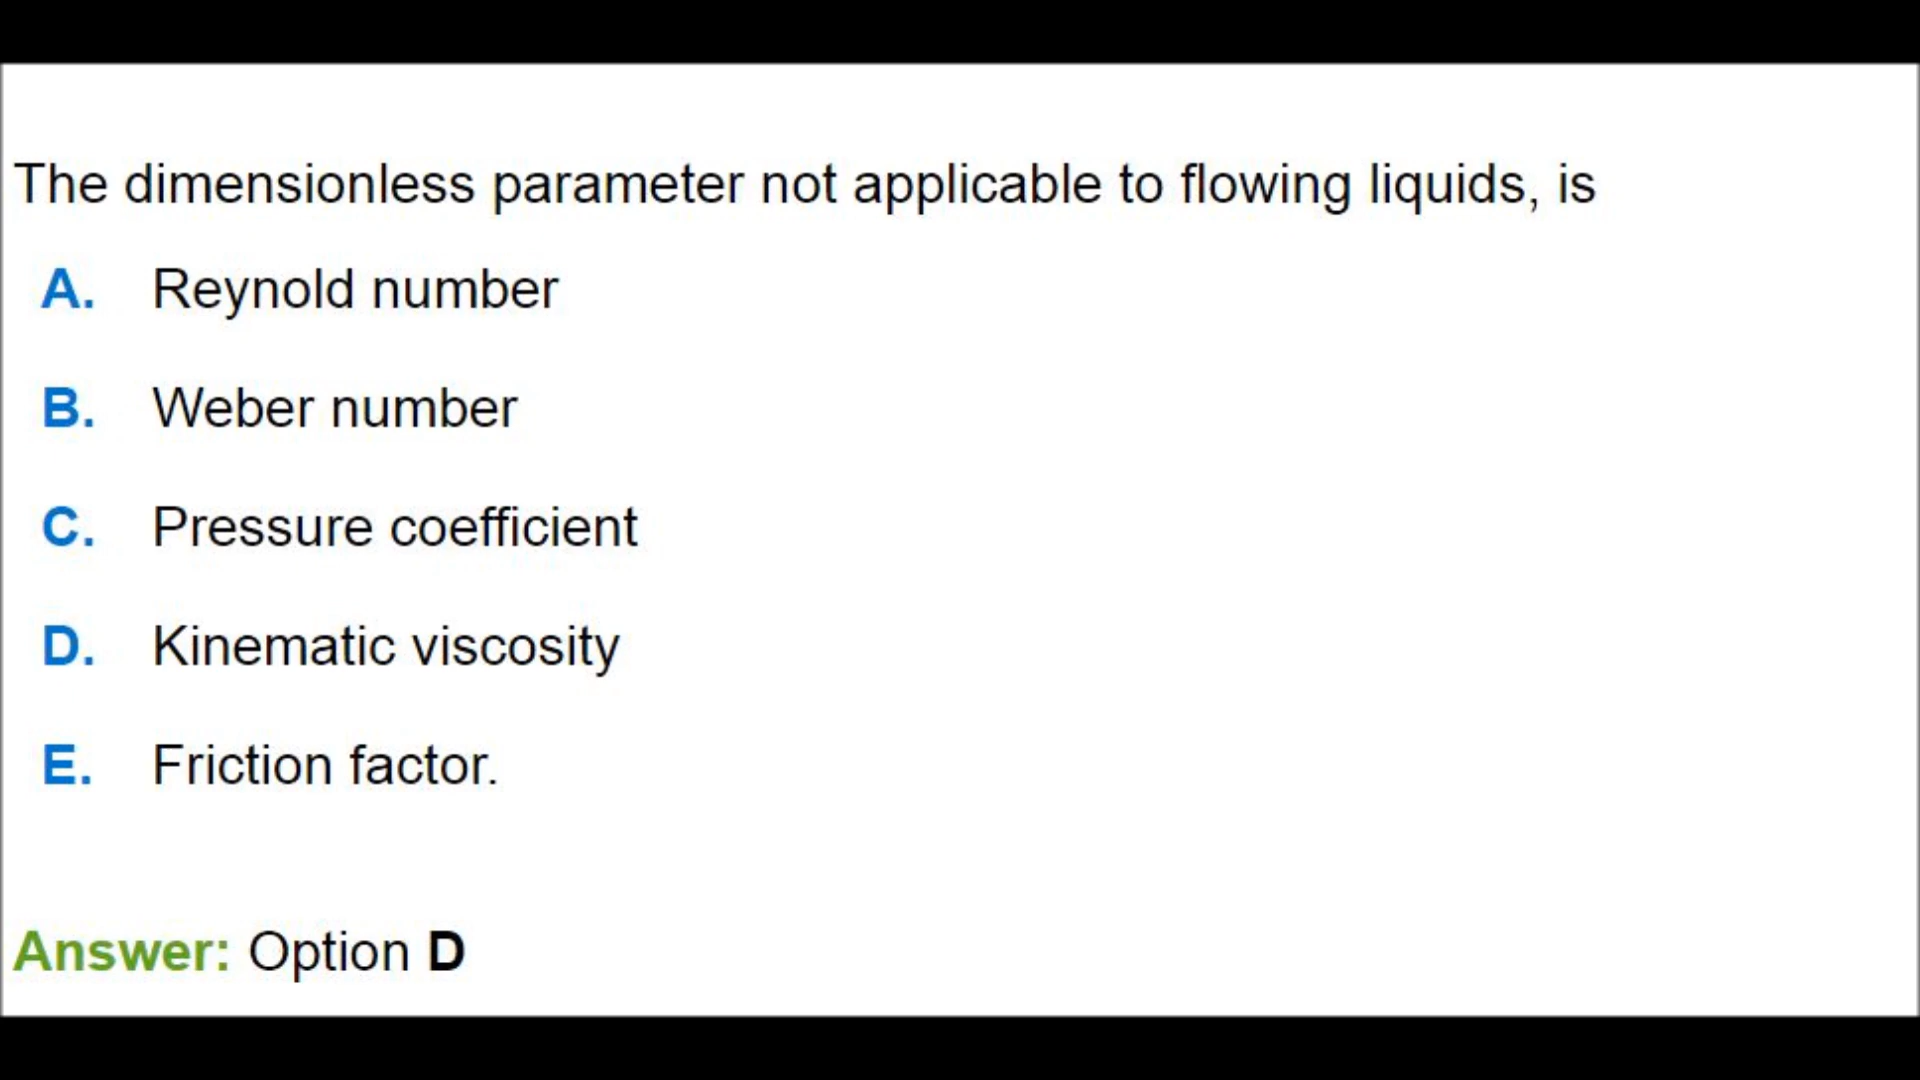 The dimensionless parameter not applicable to flowing liquids, is
A. Reynold number
B. Weber number
C. Pressure coefficient
D. Kinematic viscosity
E. Friction factor.
Answer: Option D